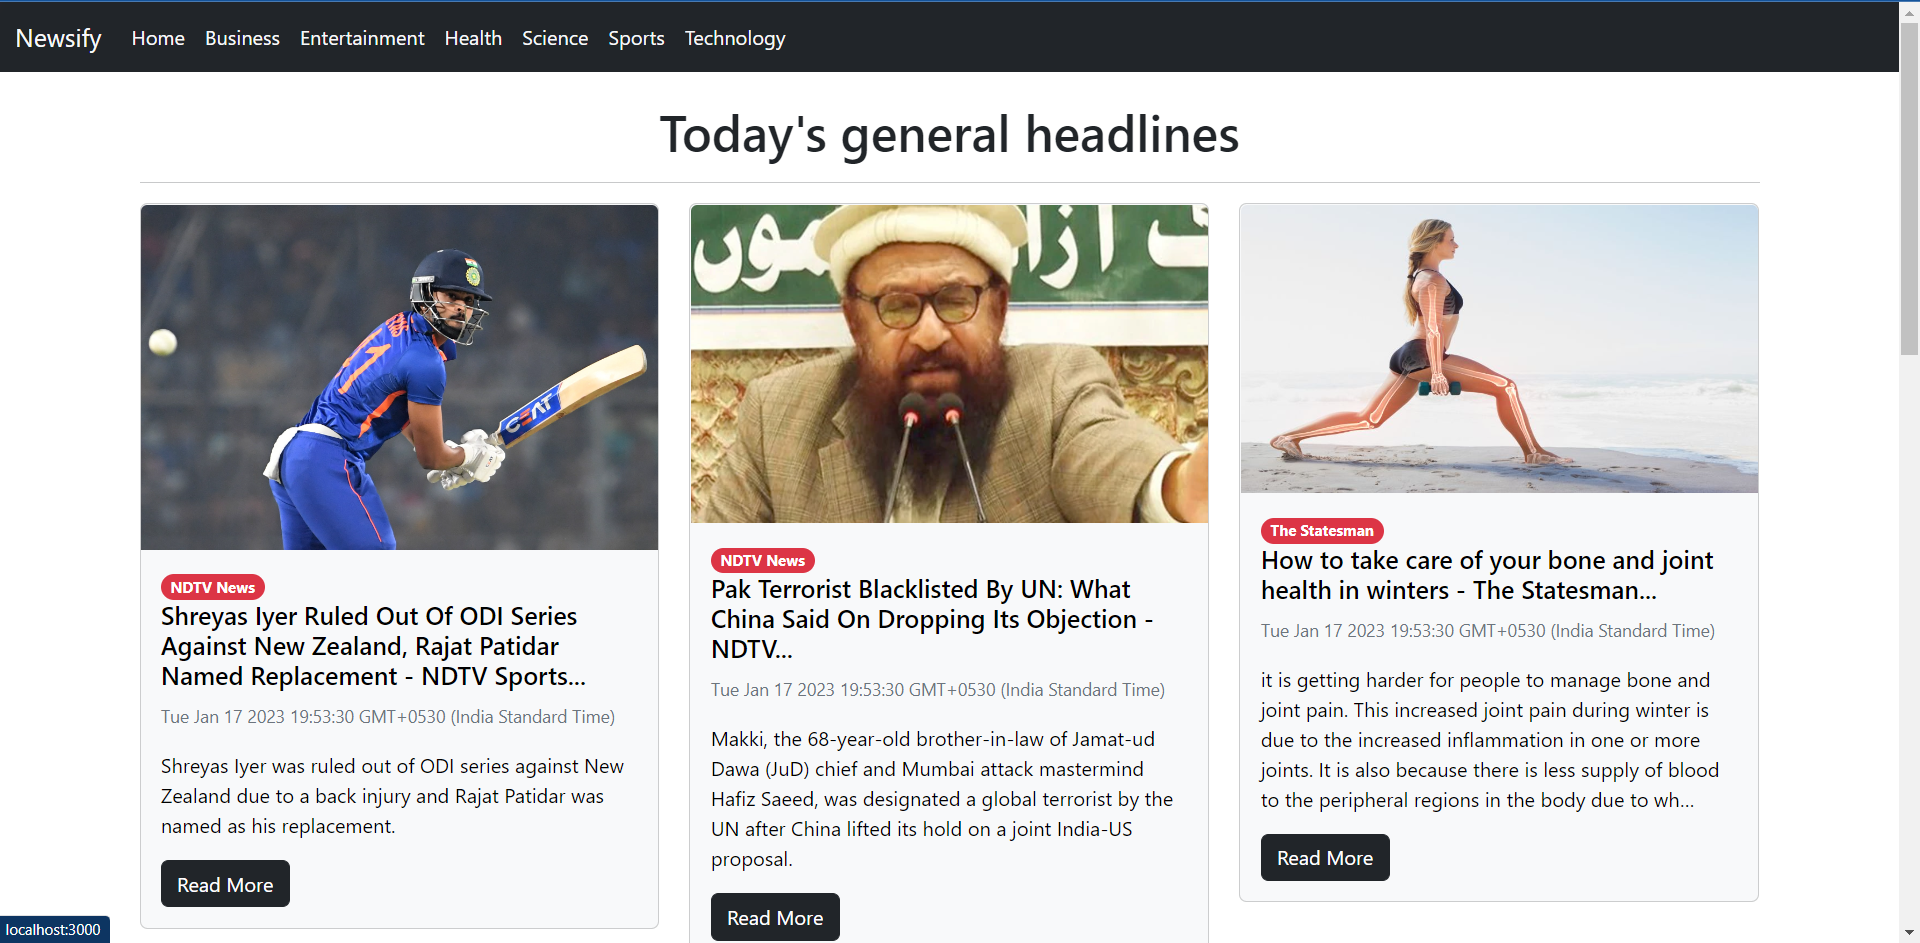 Newsify Home Business Entertainment Health Science Sports Technology
Today's general headlines
CEAT
NDTV News
Shreyas Iyer Ruled Out Of ODI Series
Against New Zealand, Rajat Patidar
Named Replacement - NDTV Sports...
Tue Jan 17 2023 19:53:30 GMT+0530 (India Standard Time)
Shreyas Iyer was ruled out of ODI series against New
Zealand due to a back injury and Rajat Patidar was
named as his replacement.
Read More
NDTV News
Pak Terrorist Blacklisted By UN: What
China Said On Dropping Its Objection -
NDTV...
Tue Jan 17 2023 19:53:30 GMT+0530 (India Standard Time)
Makki, the 68-year-old brother-in-law of Jamat-ud
Dawa (JuD) chief and Mumbai attack mastermind
Hafiz Saeed, was designated a global terrorist by the
UN after China lifted its hold on a joint India-US
proposal.
Read More
The Statesman
How to take care of your bone and joint
health in winters - The Statesman...
Tue Jan 17 2023 19:53:30 GMT+0530 (India Standard Time)
it is getting harder for people to manage bone and
joint pain. This increased joint pain during winter is
due to the increased inflammation in one or more
joints. It is also because there is less supply of blood
to the peripheral regions in the body due to wh...
Read More
localhost:3000